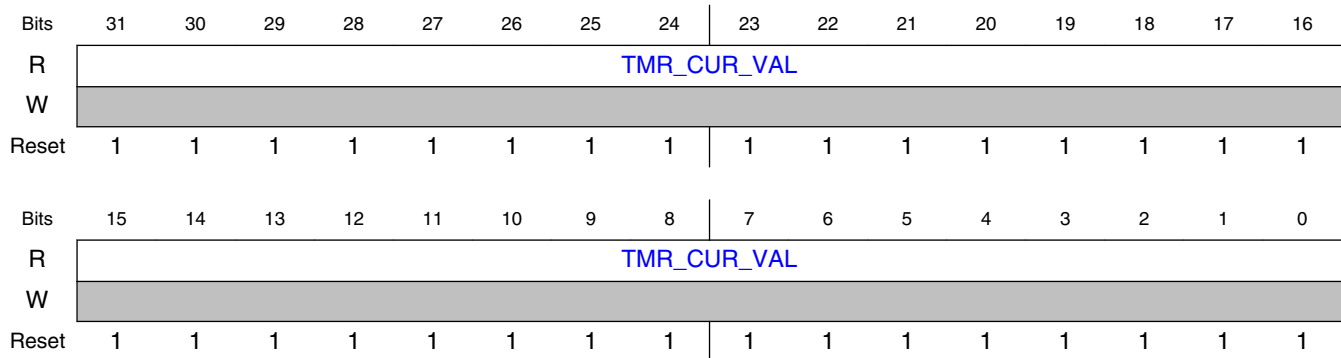 Bits 31 30 29 28 27 26 25 24 23 22 21 20 19 18 17 16
R TMR_CUR_VAL
W
Reset 1 1 1 1 1 1 1 1 1 1 1 1 1 1 1 1
Bits 15 14 13 12 11 10 9 8 7 6 5 4 3 2 1 0
R TMR_CUR_VAL
W
Reset 1 1 1 1 1 1 1 1 1 1 1 1 1 1 1 1